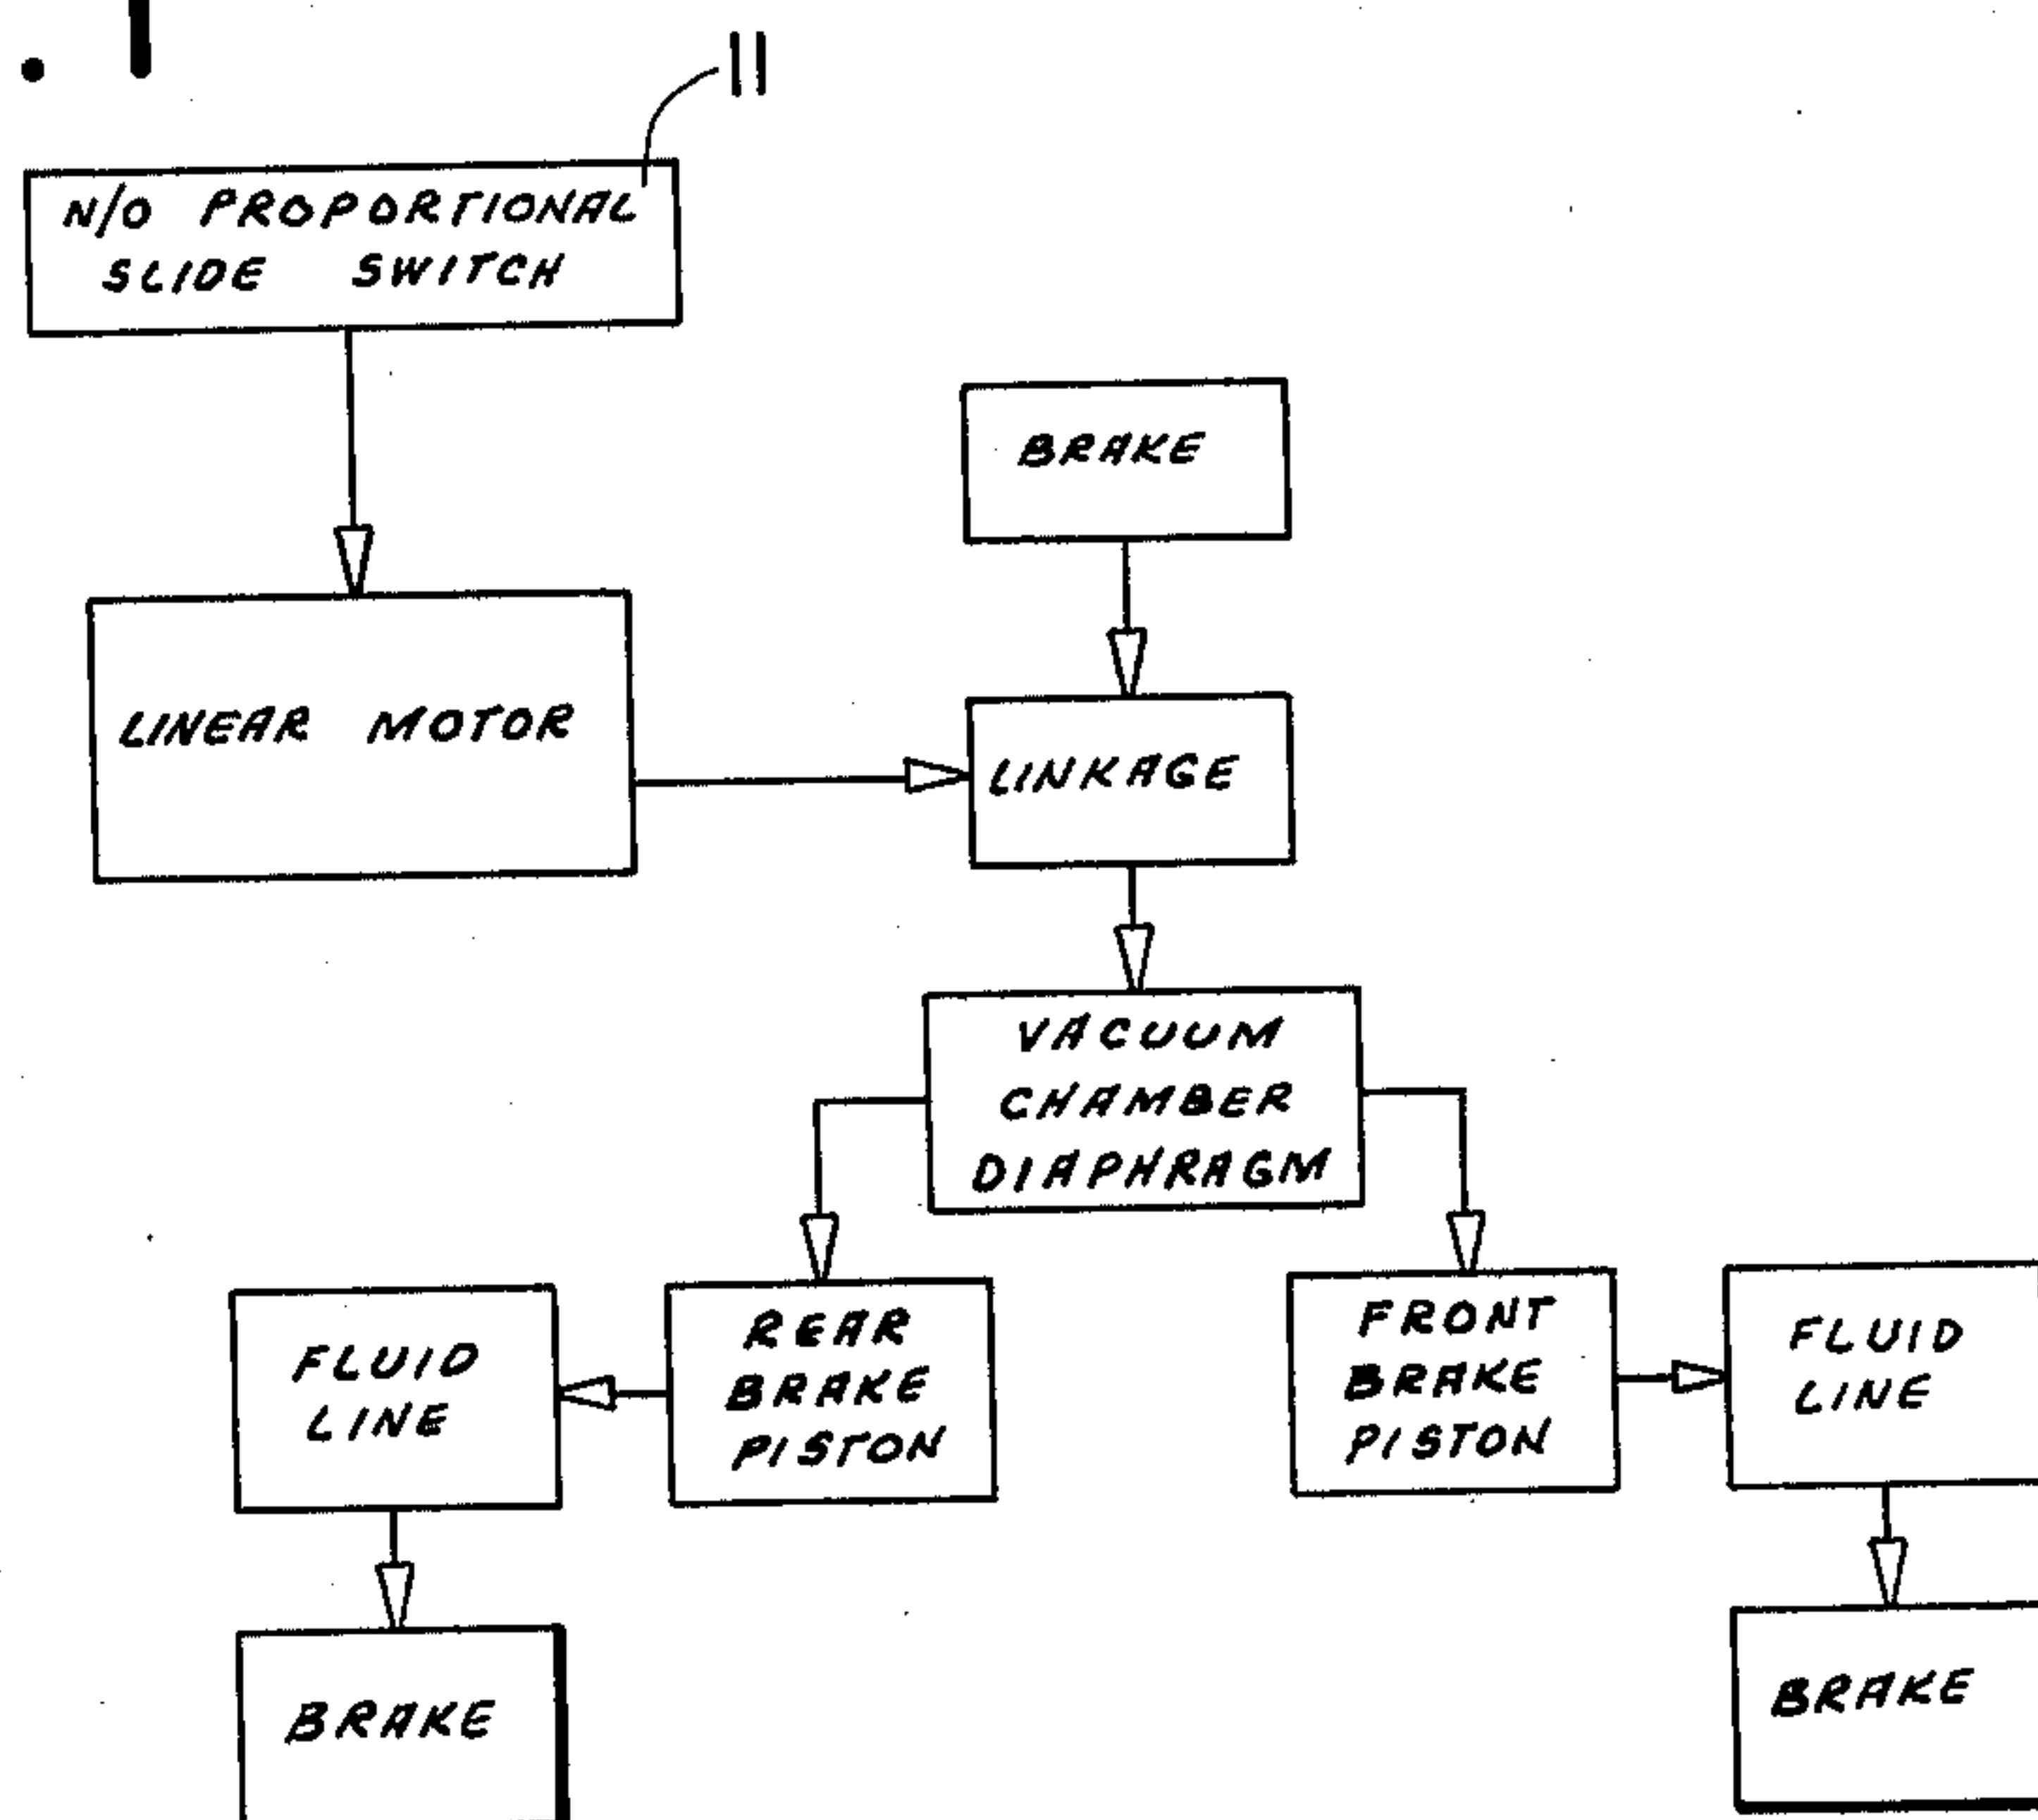 . 1
11
N/O PROPORTIONAL
SLIDE SWITCH
BRAKE
LINEAR MOTOR
LINKAGE
VACUUM
CHAMBER
DIAPHRAGM
FLUID
LINE
REAR
BRAKE
PISTON
FRONT
BRAKE
PISTON
FLUID
LINE
BRAKE
BRAKE